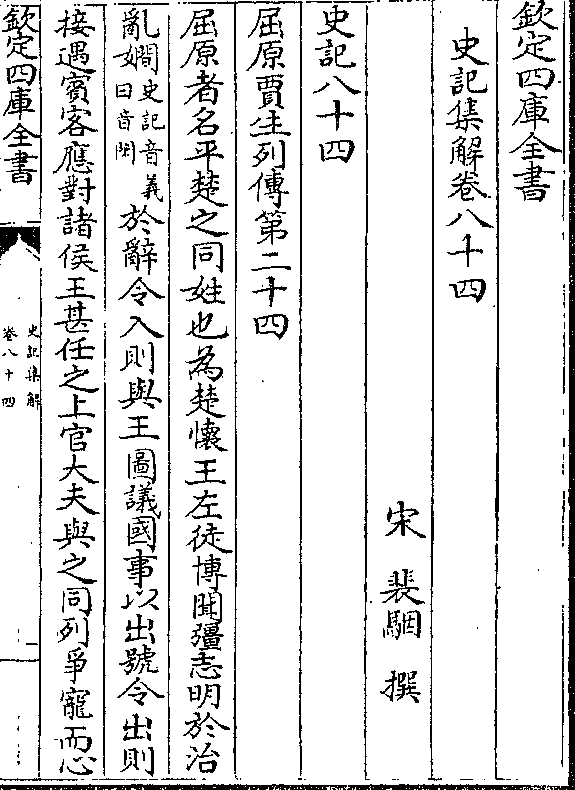 欽定四庫全書
史記集解卷八十四
宋 裴駰 撰
史記八十四
屈原賈生列傳第二十四
屈原者名平楚之同姓也為楚懷王左徒博聞彊志明於治
亂嫺史記音義曰音閑於辭令入則與王圖議國事以出號令出則
接遇賓客應對諸侯王甚任之上官大夫與之同列爭寵而心
欽定四庫全書
史記集解
卷八十四
一